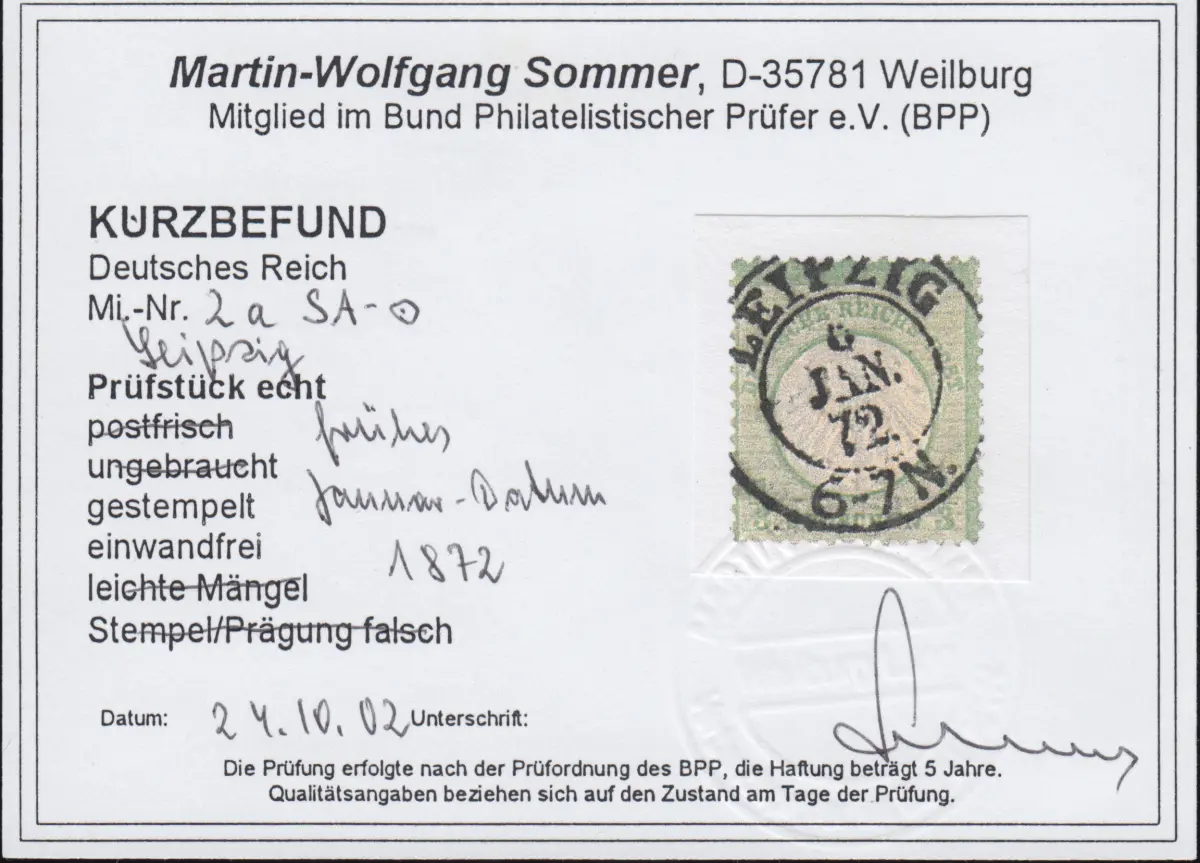 Martin-Wolfgang Sommer, D-35781 Weilburg
Mitglied im Bund Philatelistischer Prüfer e.V. (BPP)
KURZBEFUND
Deutsches Reich
Mi.-Nr. 2a SA-⊙
Leipzig
Prüfstück echt
postfrisch
frühes
ungebraucht
gestempelt
Januar-Datum
einwandfrei
1872
leichte Mängel
Stempel/Prägung falsch
LEIPZIG
REICHS
6
JAN.
72.
6-7 N.
Datum: 24.10.02 Unterschrift:
Die Prüfung erfolgte nach der Prüfordnung des BPP, die Haftung beträgt 5 Jahre.
Qualitätsangaben beziehen sich auf den Zustand am Tage der Prüfung.